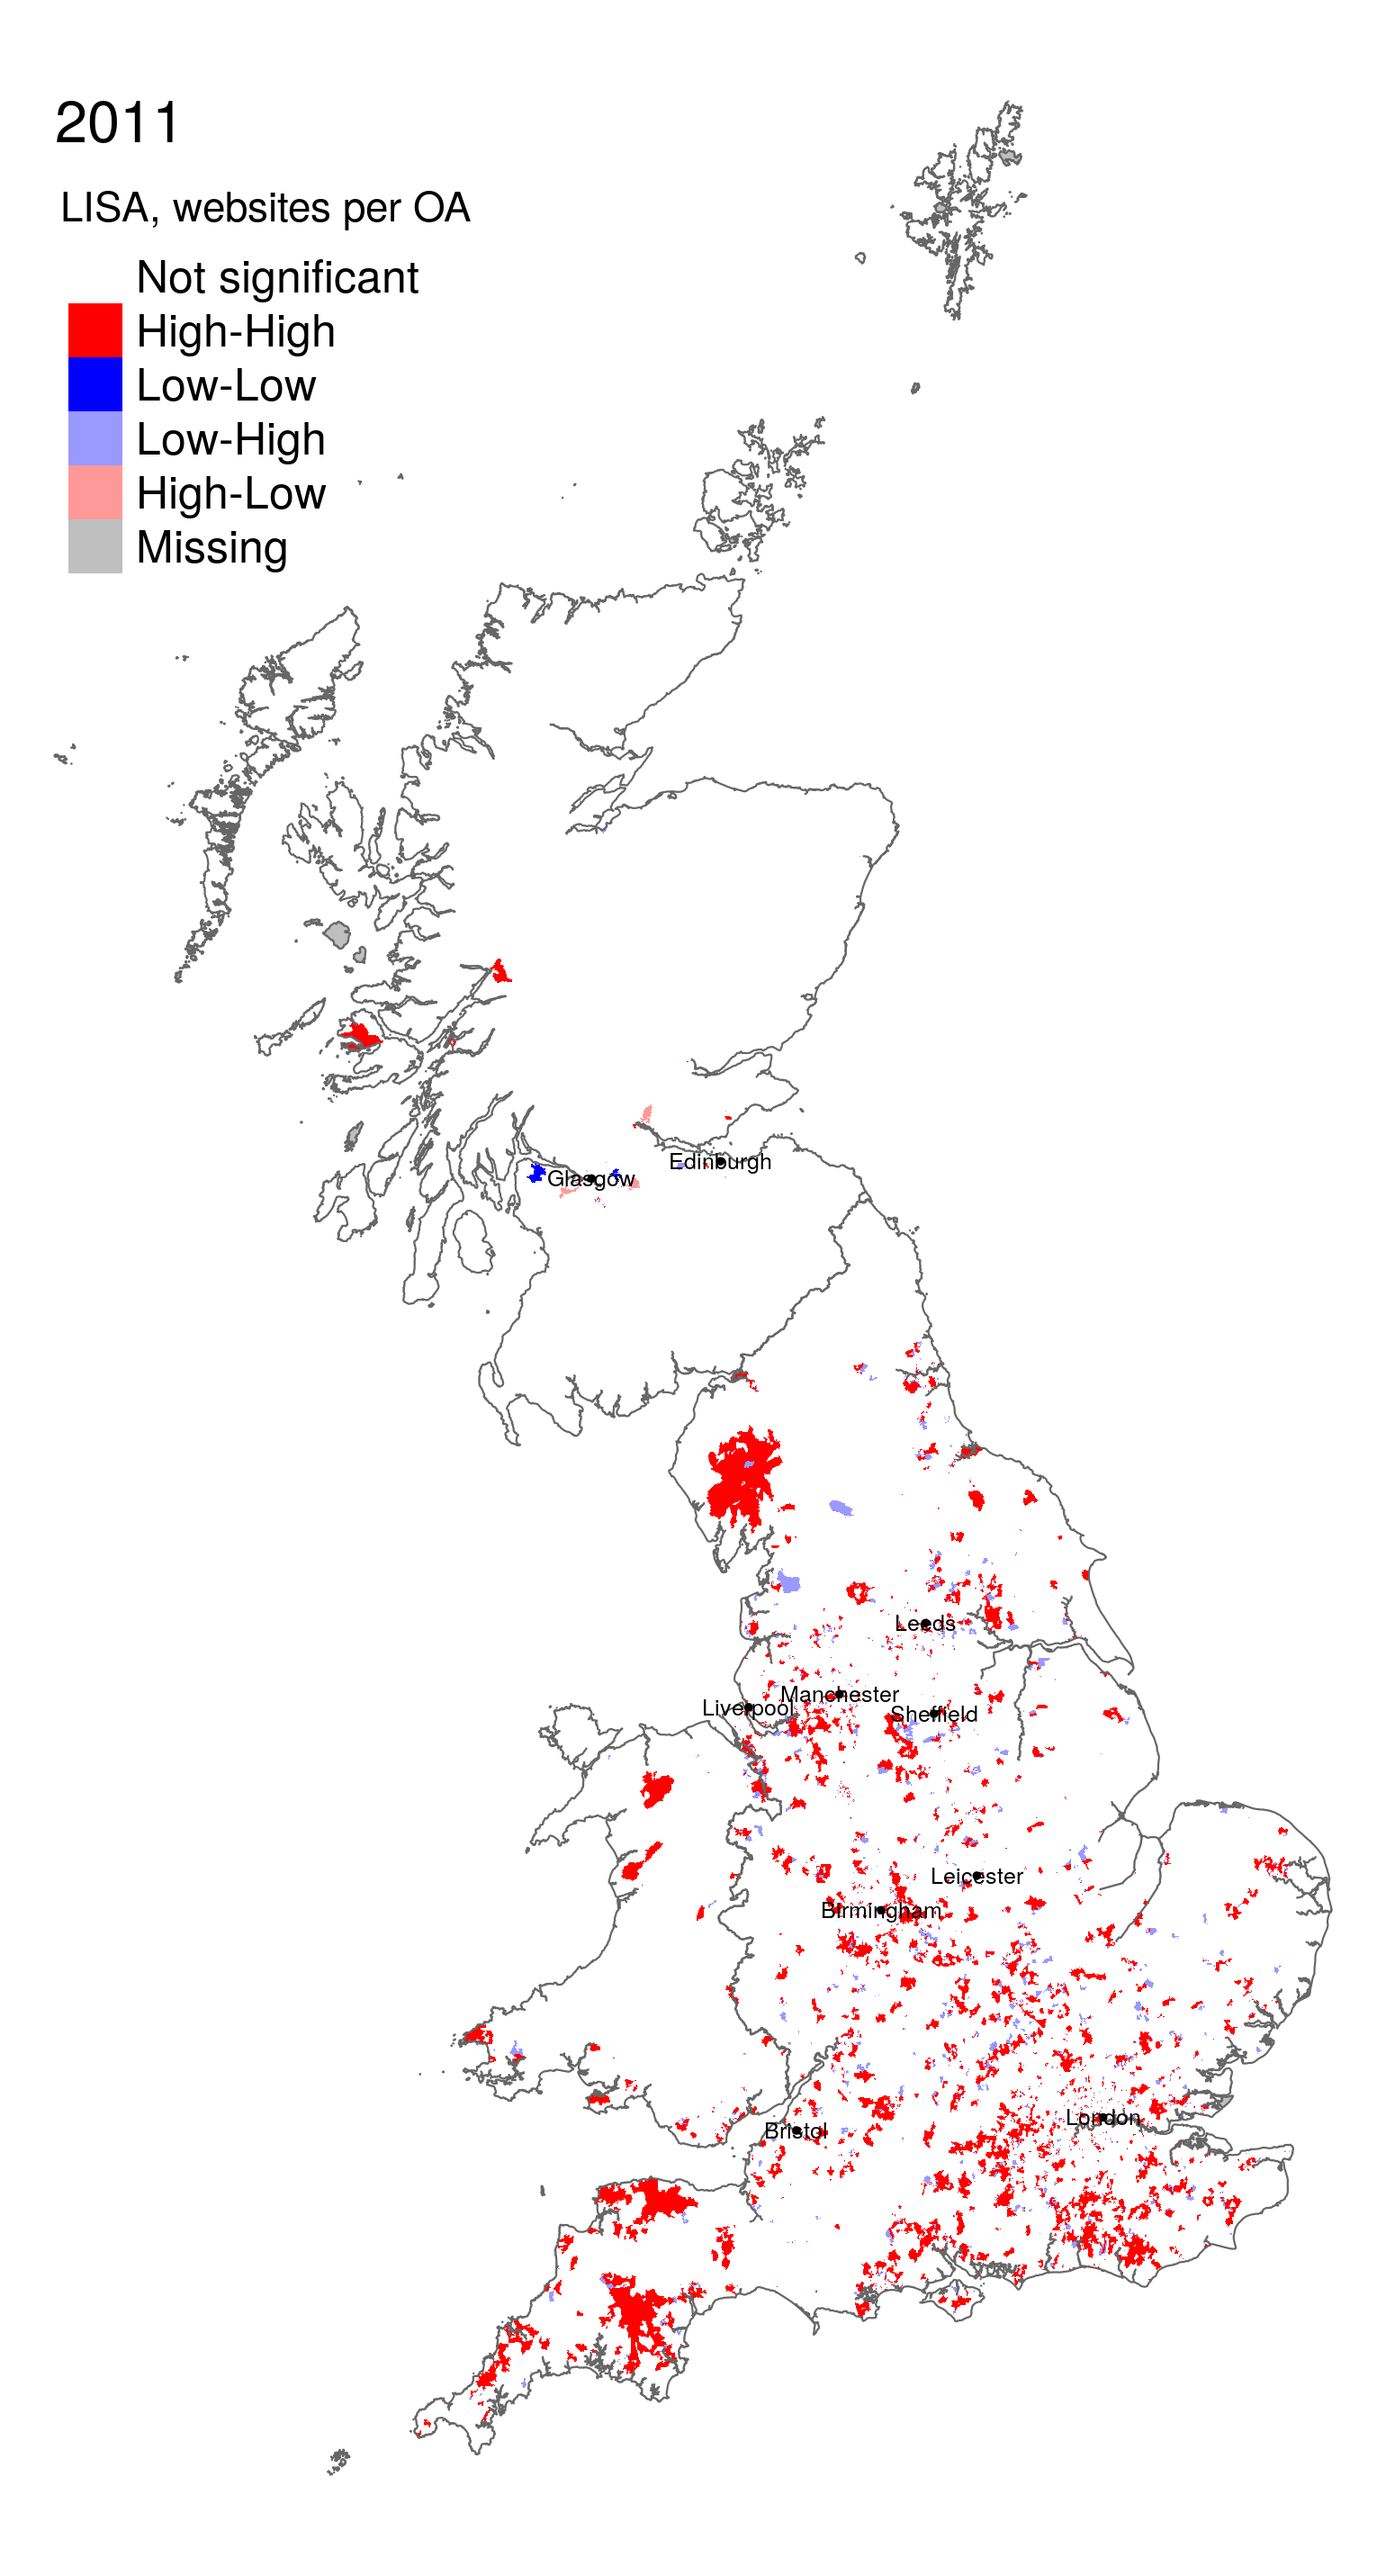 2011
LISA, websites per OA
Not significant
High-High
Low-Low
Low-High
High-Low
Missing
Edinburgh
Glasgow
Leeds
Manchester
Liverpool
Sheffield
Leicester
Birmingham
London
Bristol